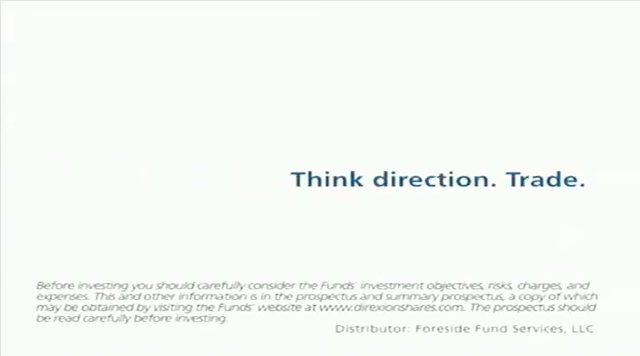 Think direction. Trade.
Before investing you should carefully consider the Funds' investment objectives, risks, charges, and
expenses. This and other information is in the prospectus and summary prospectus, a copy of which
may be obtained by visiting the Funds' website at www.direxionshares.com. The prospectus should
be read carefully before investing.
Distributor: Foreside Fund Services, LLC